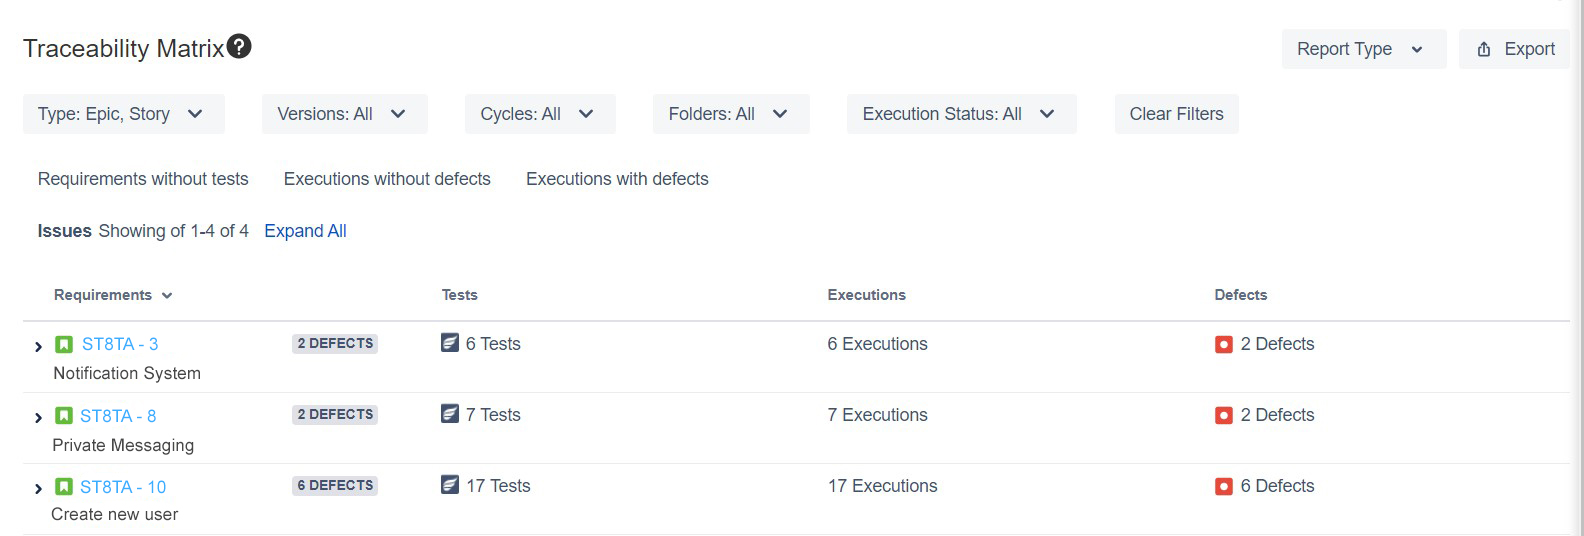 Traceability Matrix ?
Report Type
Export
Type: Epic, Story
Versions: All
Cycles: All
Folders: All
Execution Status: All
Clear Filters
Requirements without tests
Executions without defects
Executions with defects
Issues Showing of 1-4 of 4 Expand All
Requirements Tests Executions Defects
ST8TA - 3 2 DEFECTS 6 Tests 6 Executions 2 Defects
Notification System
ST8TA - 8 2 DEFECTS 7 Tests 7 Executions 2 Defects
Private Messaging
ST8TA - 10 6 DEFECTS 17 Tests 17 Executions 6 Defects
Create new user